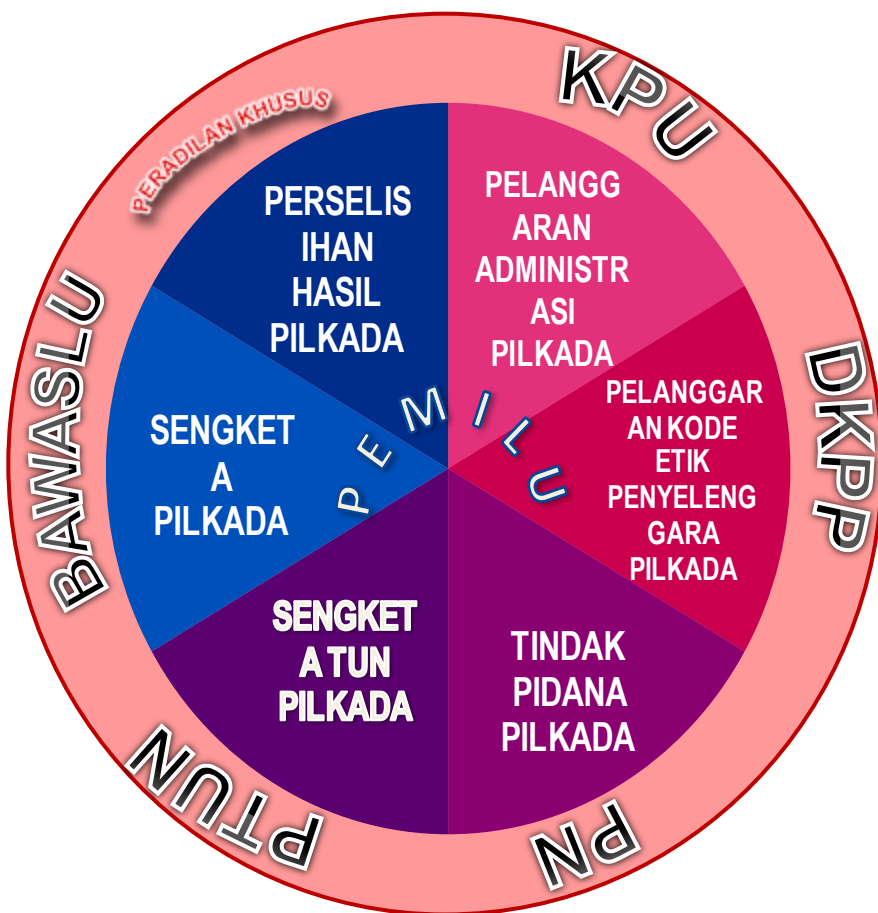 KPU
PERADILAN KHUSUS
PERSELIS
IHAN
HASIL
PILKADA
PELANGG
ARAN
ADMINISTR
ASI
PILKADA
BAWASLU
DKPP
SENGKET
A
PILKADA
PEMILU
PELANGGAR
AN KODE
ETIK
PENYELENG
GARA
PILKADA
SENGKET
A TUN
PILKADA
TINDAK
PIDANA
PILKADA
PTUN
PN